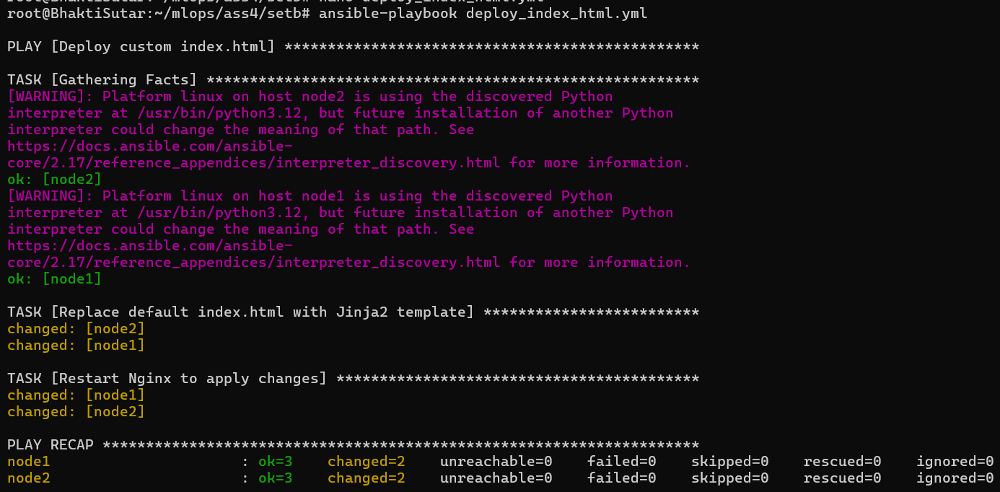 root@BhaktiSutar:~/mlops/ass4/setb# nano deploy_index_html.yml
root@BhaktiSutar:~/mlops/ass4/setb# ansible-playbook deploy_index_html.yml
PLAY [Deploy custom index.html] ************************************************
TASK [Gathering Facts] *********************************************************
[WARNING]: Platform linux on host node2 is using the discovered Python
interpreter at /usr/bin/python3.12, but future installation of another Python
interpreter could change the meaning of that path. See
https://docs.ansible.com/ansible-
core/2.17/reference_appendices/interpreter_discovery.html for more information.
ok: [node2]
[WARNING]: Platform linux on host node1 is using the discovered Python
interpreter at /usr/bin/python3.12, but future installation of another Python
interpreter could change the meaning of that path. See
https://docs.ansible.com/ansible-
core/2.17/reference_appendices/interpreter_discovery.html for more information.
ok: [node1]
TASK [Replace default index.html with Jinja2 template] *************************
changed: [node2]
changed: [node1]
TASK [Restart Nginx to apply changes] ******************************************
changed: [node1]
changed: [node2]
PLAY RECAP *********************************************************************
node1                      : ok=3    changed=2    unreachable=0    failed=0    skipped=0    rescued=0    ignored=0
node2                      : ok=3    changed=2    unreachable=0    failed=0    skipped=0    rescued=0    ignored=0